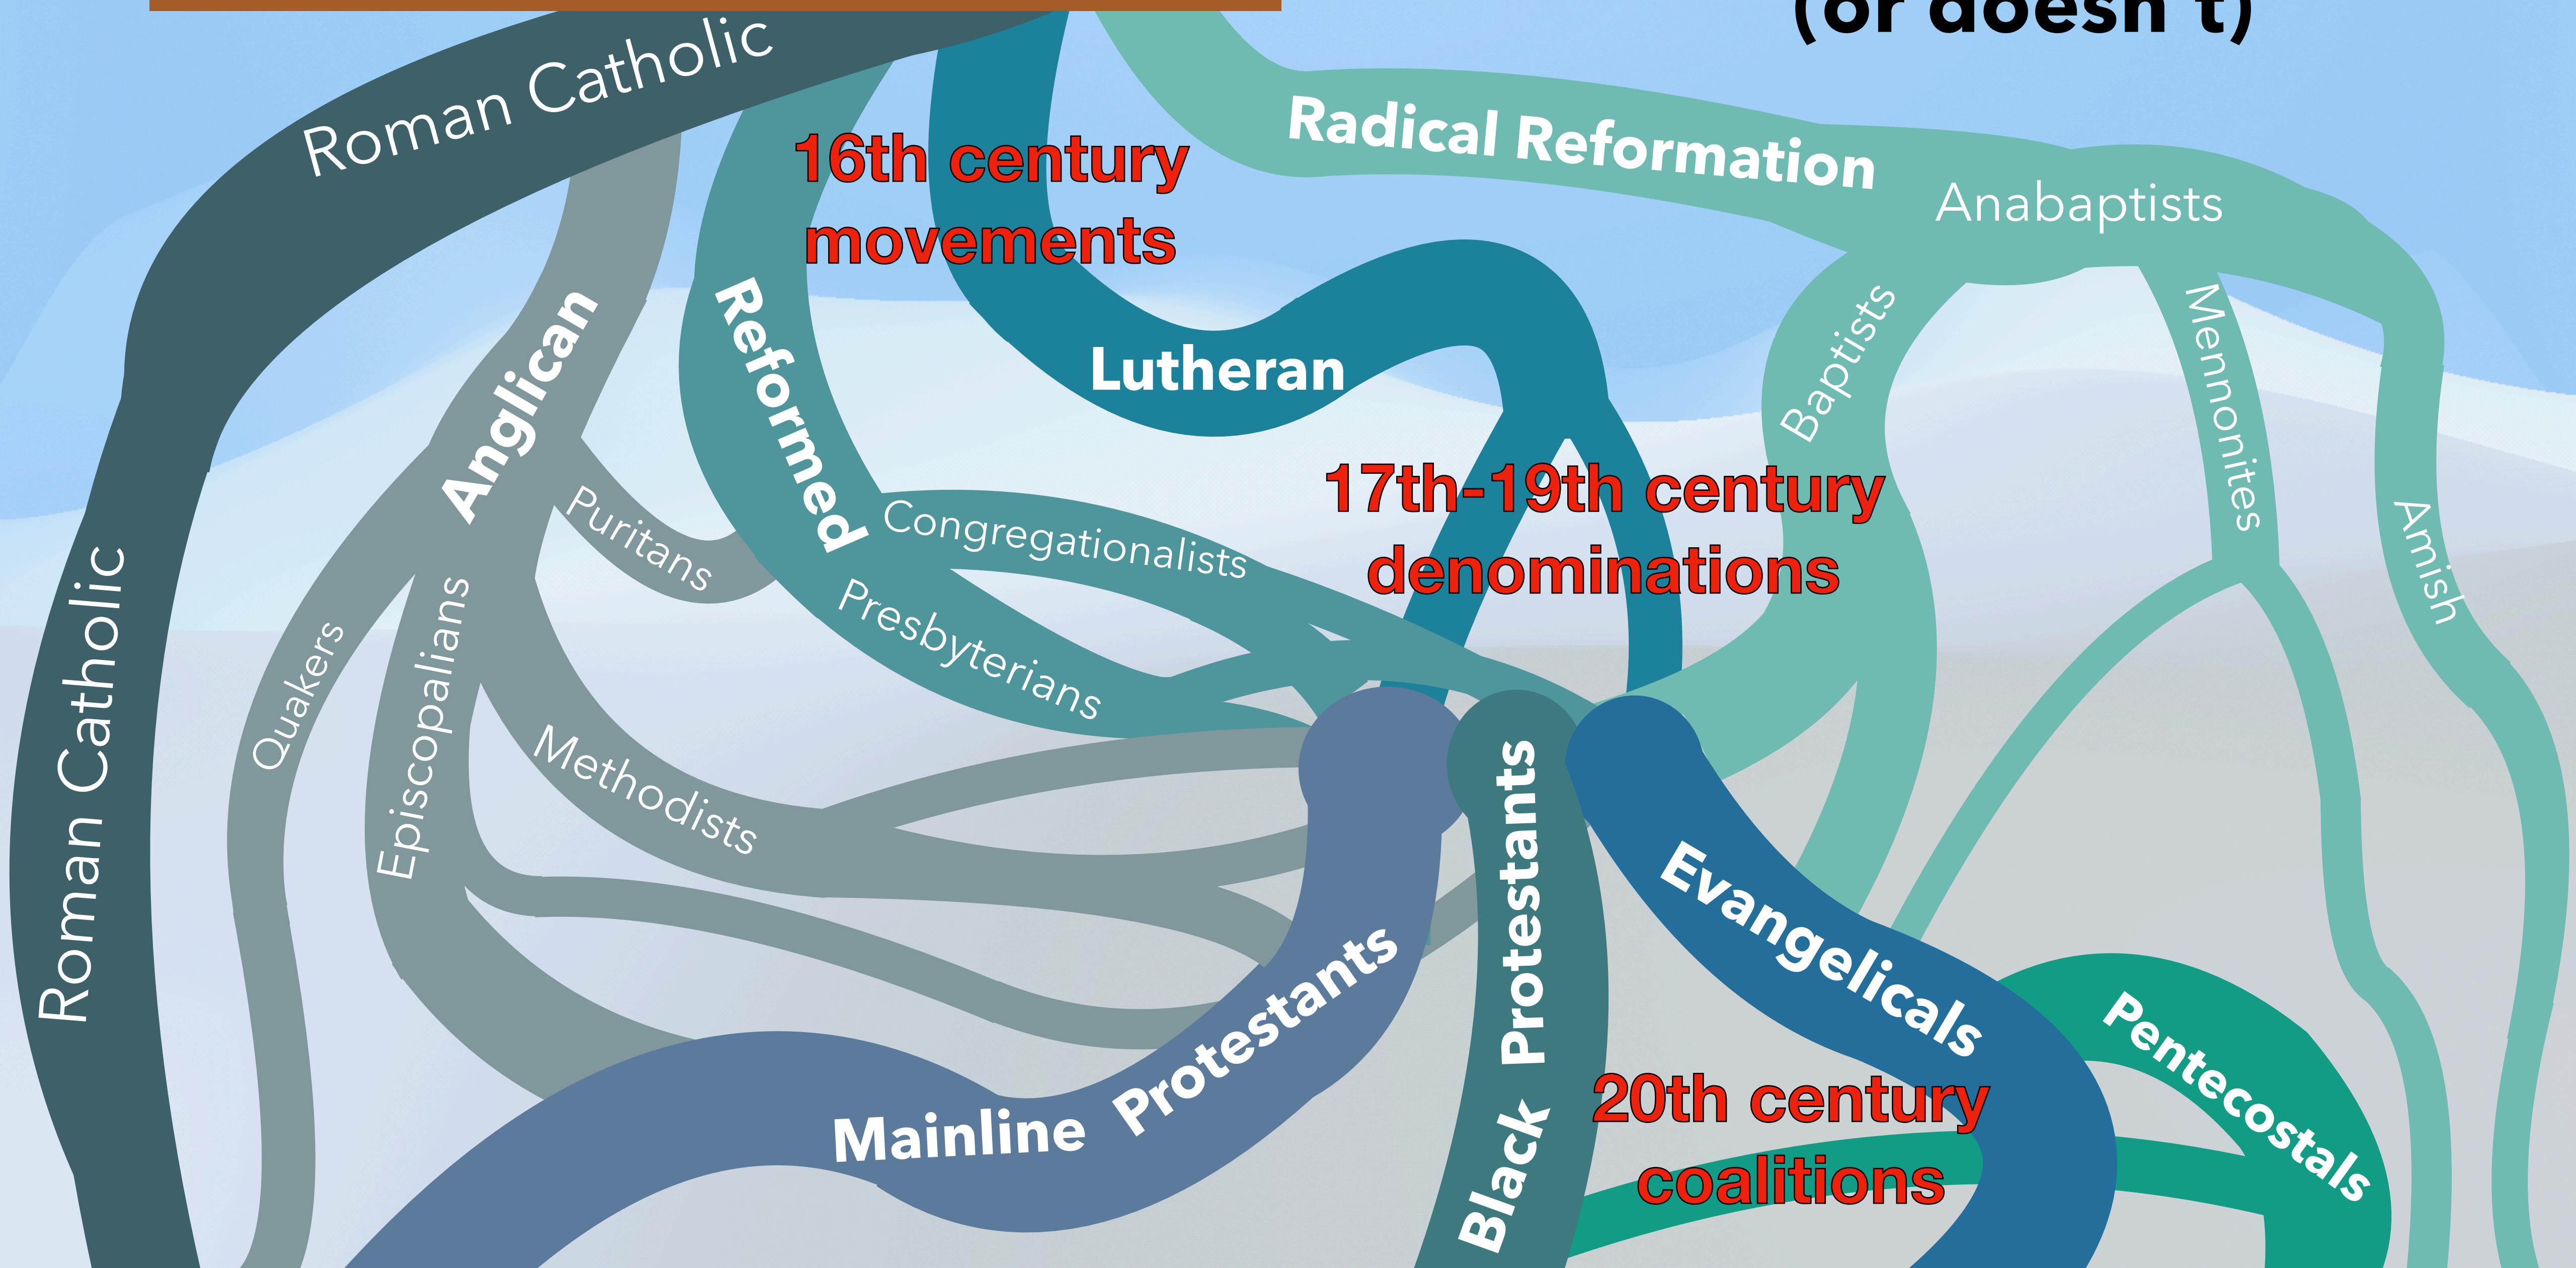 (or doesn't)
Roman Catholic
Radical Reformation
16th century
movements
Anabaptists
Anglican
Reformed
Lutheran
Baptists
Mennonites
Puritans
Congregationalists
17th-19th century
denominations
Amish
Roman Catholic
Quakers
Episcopalians
Presbyterians
Methodists
Mainline Protestants
Black Protestants
Evangelicals
Pentecostals
20th century
coalitions